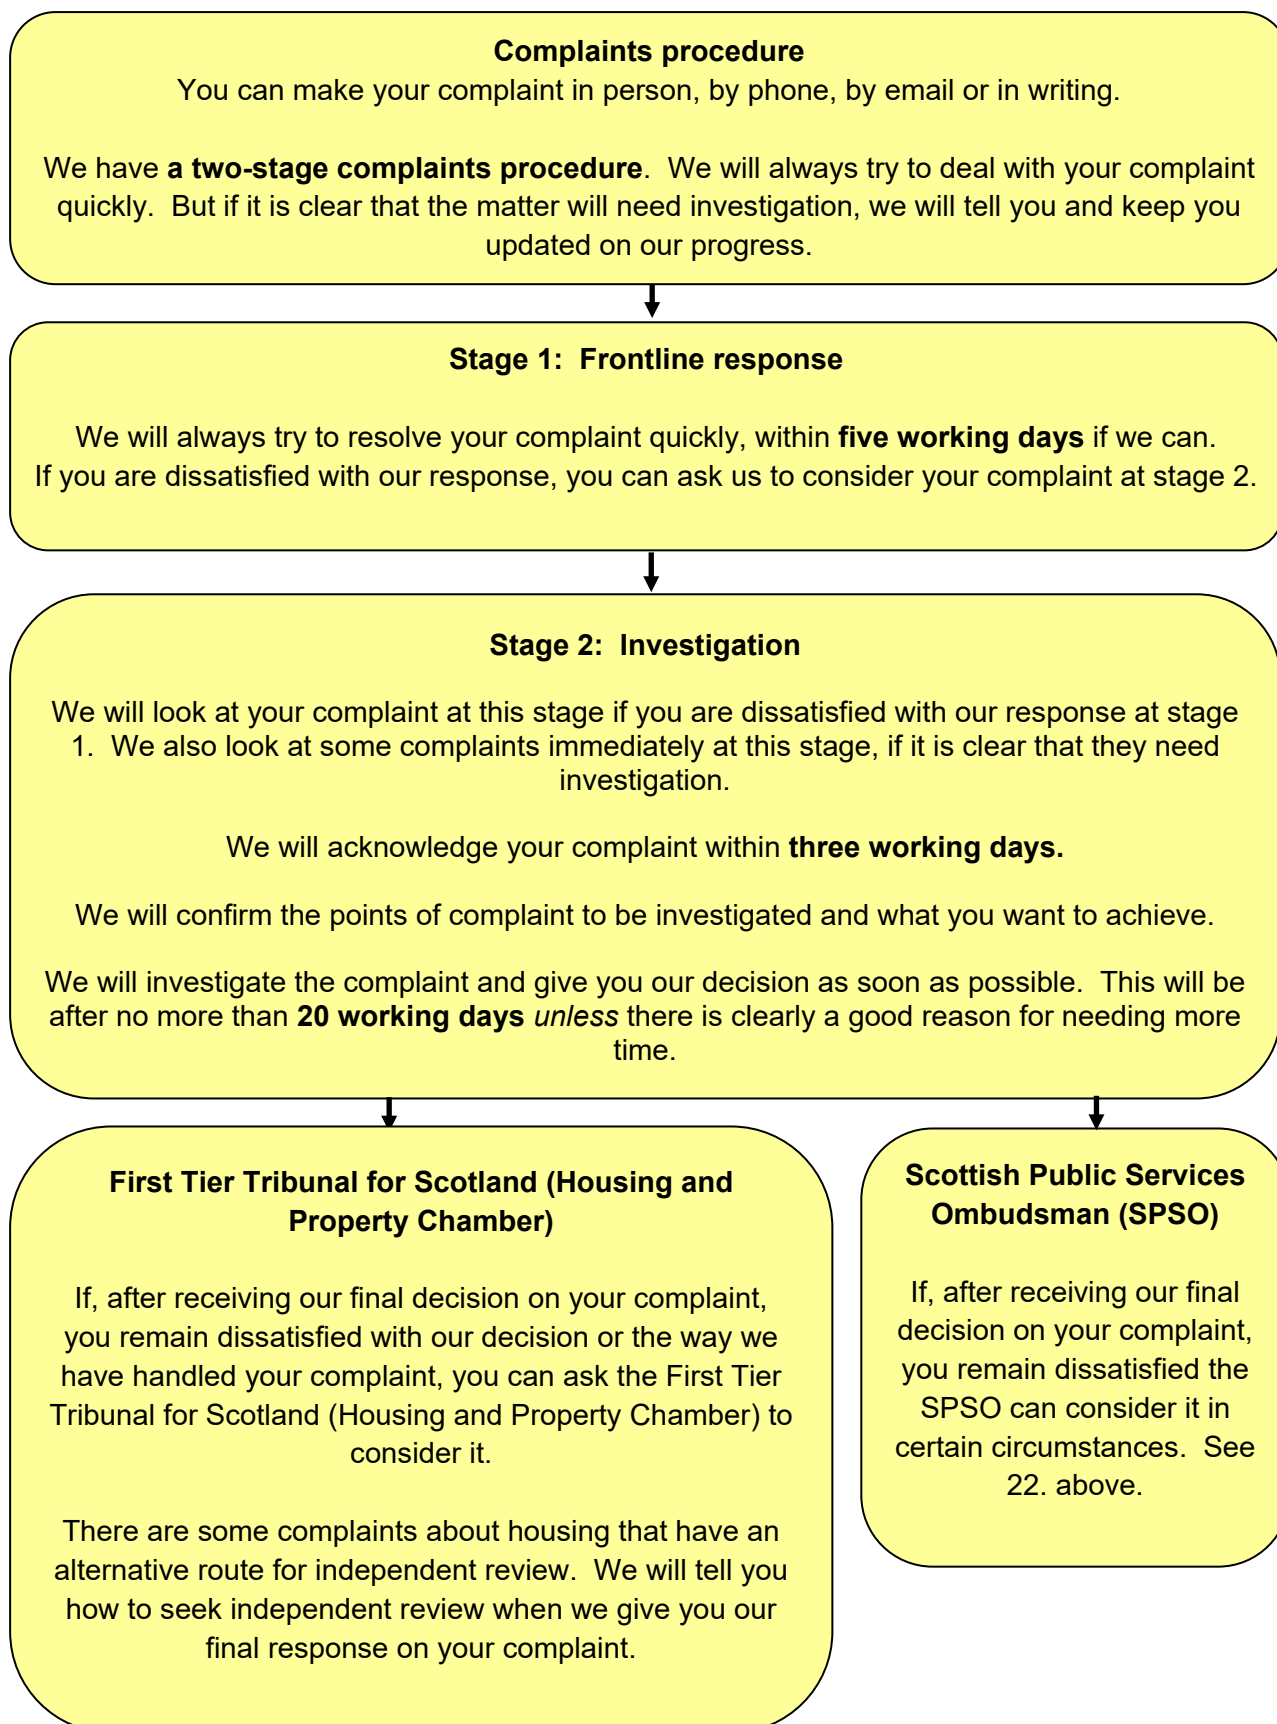 Complaints procedure
You can make your complaint in person, by phone, by email or in writing.
We have a two-stage complaints procedure.  We will always try to deal with your complaint
quickly.  But if it is clear that the matter will need investigation, we will tell you and keep you
updated on our progress.
Stage 1:  Frontline response
We will always try to resolve your complaint quickly, within five working days if we can.
If you are dissatisfied with our response, you can ask us to consider your complaint at stage 2.
Stage 2:  Investigation
We will look at your complaint at this stage if you are dissatisfied with our response at stage
1.  We also look at some complaints immediately at this stage, if it is clear that they need
investigation.
We will acknowledge your complaint within three working days.
We will confirm the points of complaint to be investigated and what you want to achieve.
We will investigate the complaint and give you our decision as soon as possible.  This will be
after no more than 20 working days unless there is clearly a good reason for needing more
time.
First Tier Tribunal for Scotland (Housing and
Property Chamber)
If, after receiving our final decision on your complaint,
you remain dissatisfied with our decision or the way we
have handled your complaint, you can ask the First Tier
Tribunal for Scotland (Housing and Property Chamber) to
consider it.
There are some complaints about housing that have an
alternative route for independent review.  We will tell you
how to seek independent review when we give you our
final response on your complaint.
Scottish Public Services
Ombudsman (SPSO)
If, after receiving our final
decision on your complaint,
you remain dissatisfied the
SPSO can consider it in
certain circumstances.  See
22. above.